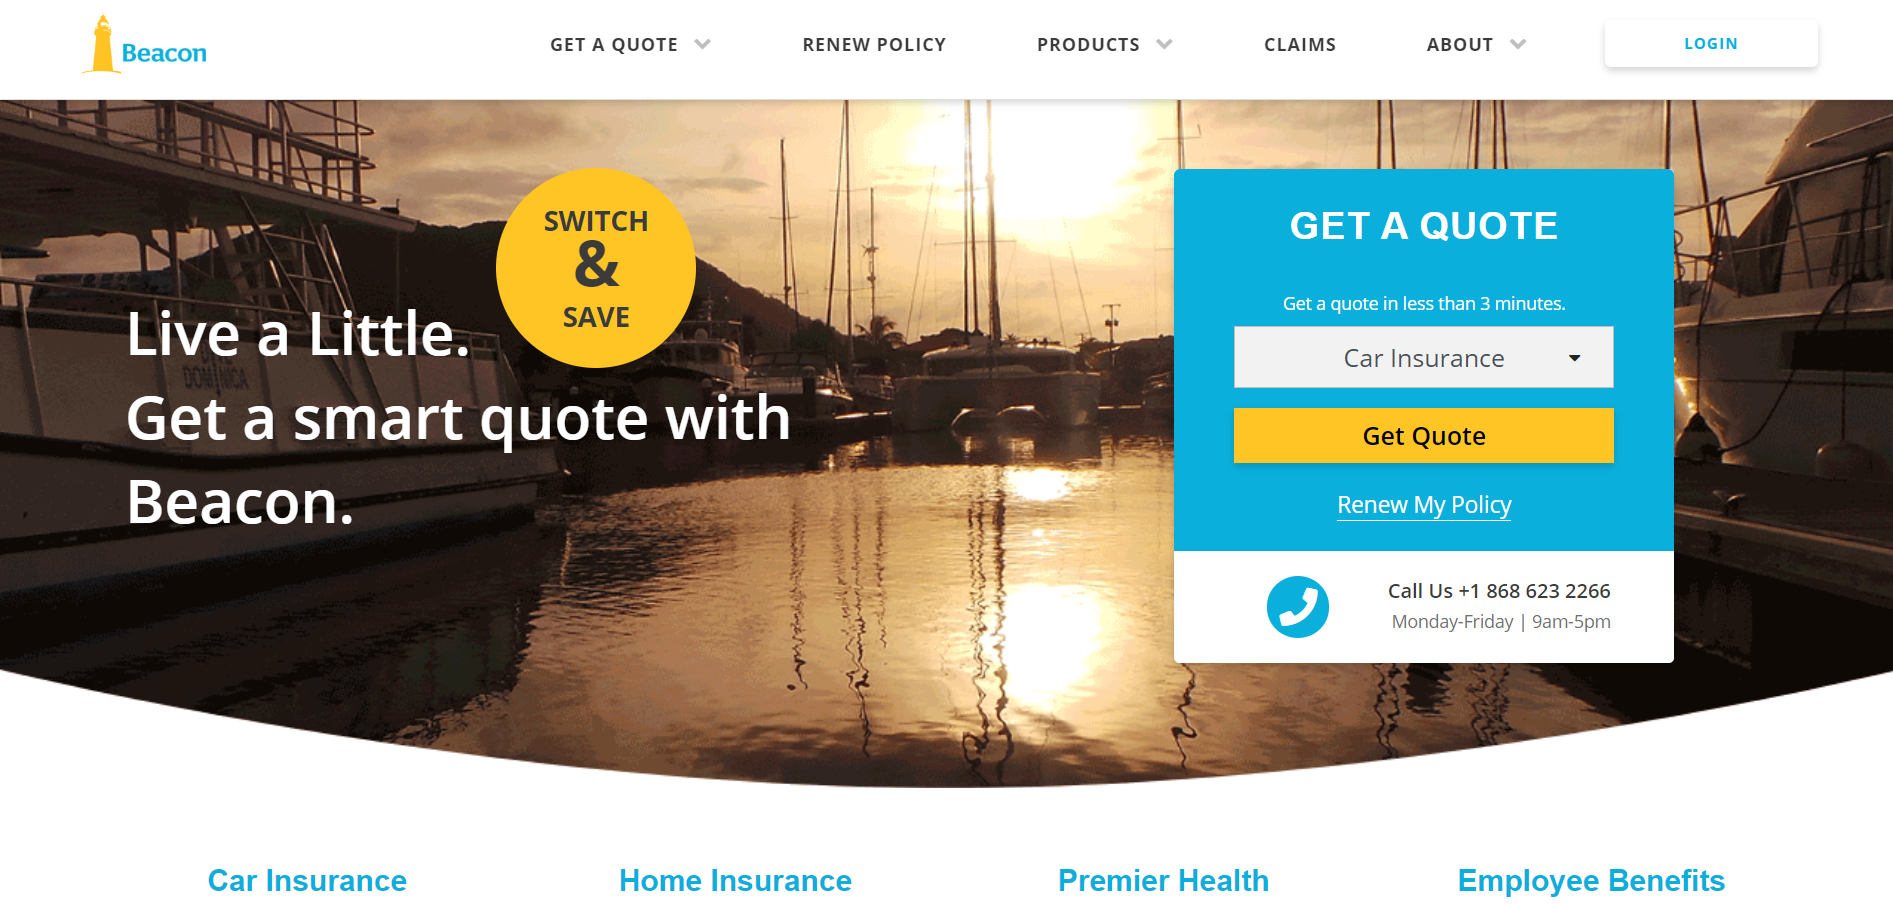 Beacon
GET A QUOTE
RENEW POLICY
PRODUCTS
CLAIMS
ABOUT
LOGIN
SWITCH
&
SAVE
Live a Little.
Get a smart quote with
Beacon.
DOMINICA
GET A QUOTE
Get a quote in less than 3 minutes.
Car Insurance
Get Quote
Renew My Policy
Call Us +1 868 623 2266
Monday-Friday | 9am-5pm
Car Insurance
Home Insurance
Premier Health
Employee Benefits